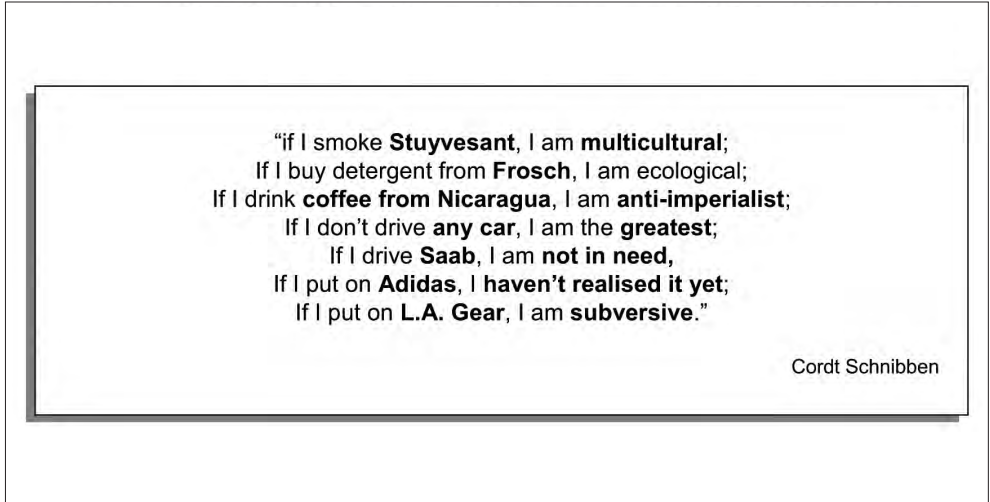 “if I smoke Stuyvesant, I am multicultural;
If I buy detergent from Frosch, I am ecological;
If I drink coffee from Nicaragua, I am anti-imperialist;
If I don’t drive any car, I am the greatest;
If I drive Saab, I am not in need,
If I put on Adidas, I haven’t realised it yet;
If I put on L.A. Gear, I am subversive.”
Cordt Schnibben